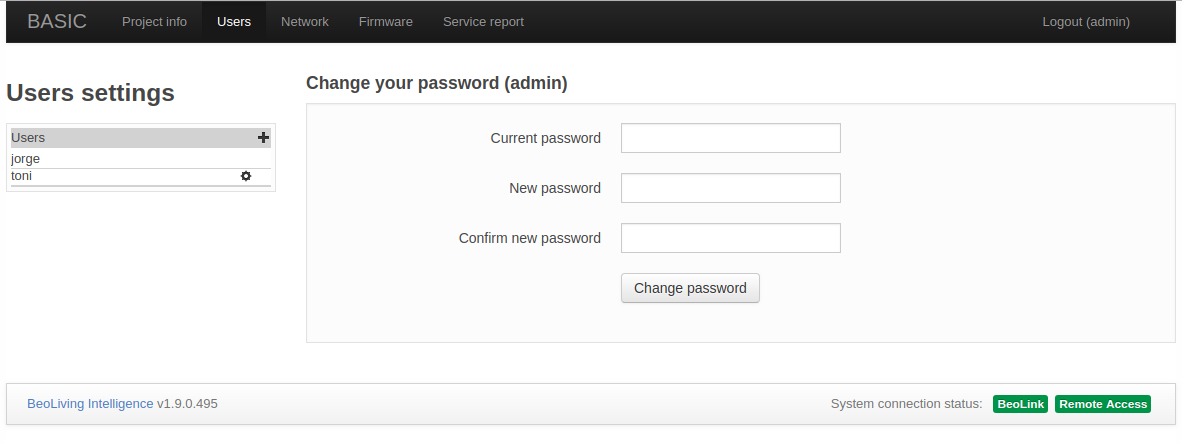 BASIC Project info Users Network Firmware Service report Logout (admin)
Users settings
Users
jorge
toni
Change your password (admin)
Current password
New password
Confirm new password
Change password
BeoLiving Intelligence v1.9.0.495 System connection status: BeoLink Remote Access